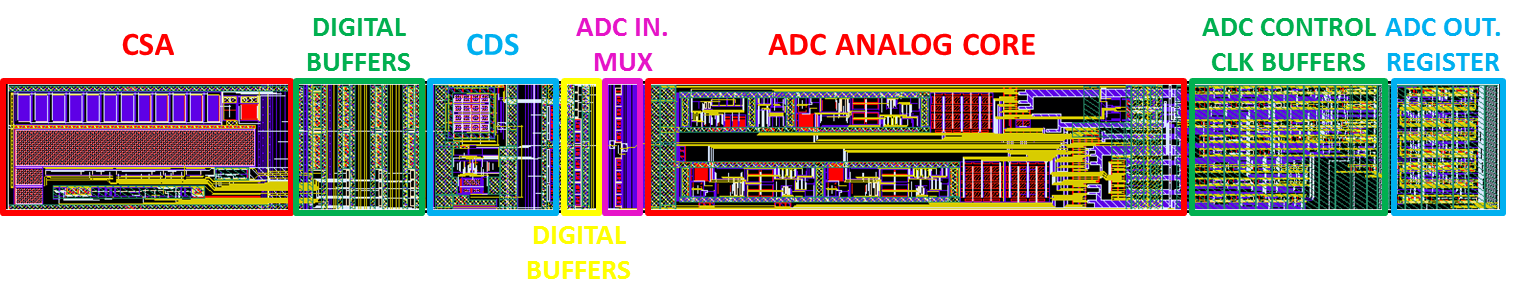 CSA
DIGITAL
BUFFERS
CDS
ADC IN.
MUX
ADC ANALOG CORE
ADC CONTROL
CLK BUFFERS
ADC OUT.
REGISTER
DIGITAL
BUFFERS